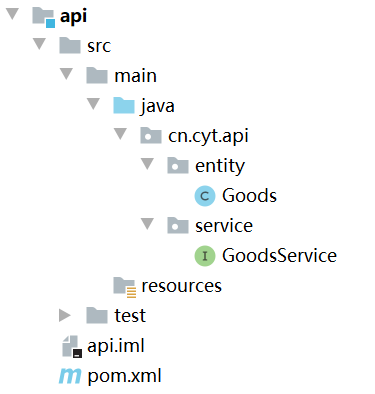 api
src
main
java
cn.cyt.api
entity
C Goods
service
I GoodsService
resources
test
api.iml
m pom.xml